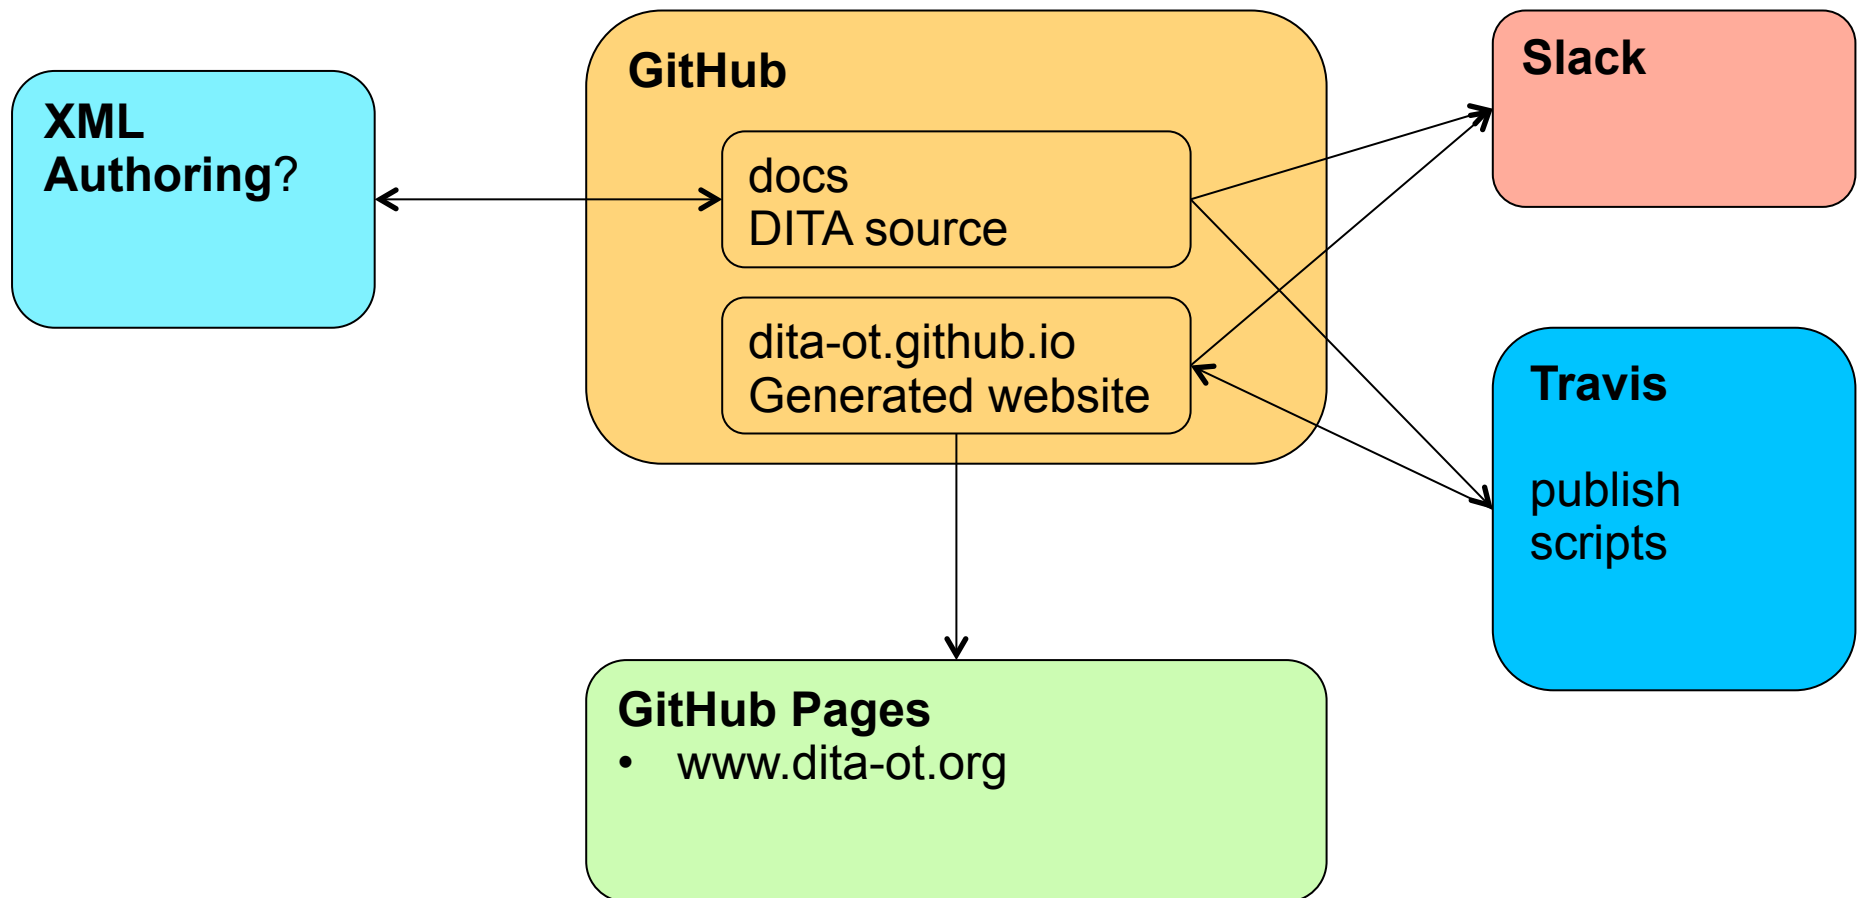 XML
Authoring?
GitHub
docs
DITA source
dita-ot.github.io
Generated website
Slack
Travis
publish
scripts
GitHub Pages
• www.dita-ot.org